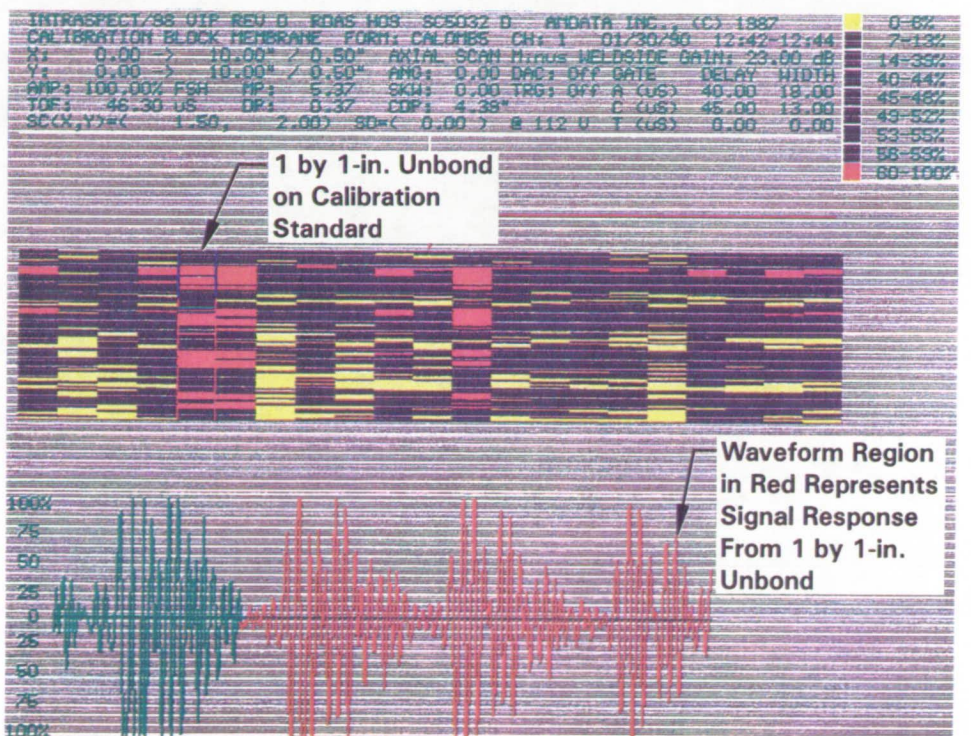 INTRASPECT/98 VIP REV D RDAS HOS SC5032 D AMDATA INC., (C) 1987
CALIBRATION BLOCK MEMBRANE FORM: CALOMBS CH: 1 01/30/90 12:42-12:44
X: 0.00 -> 10.00" / 0.50" AXIAL SCAN Minus WELDSIDE GAIN: 23.00 dB
Y: 0.00 -> 10.00" / 0.50" ANG: 0.00 DAC: Off GATE DELAY WIDTH
AMP: 100.00% FSH MP: 5.37 SKW: 0.00 TRG: Off A (uS) 40.00 19.00
TOF: 46.30 uS DP: 0.37 CDP: 4.39" C (uS) 45.00 13.00
SC(X,Y)=( 1.50, 2.00) SD=( 0.00 ) @ 112 U T (uS) 0.00 0.00
0-6%
7-13%
14-39%
40-44%
45-48%
49-52%
53-55%
56-59%
60-100%
1 by 1-in. Unbond
on Calibration
Standard
Waveform Region
in Red Represents
Signal Response
From 1 by 1-in.
Unbond
100%
75
50
25
0
25
50
75
100%